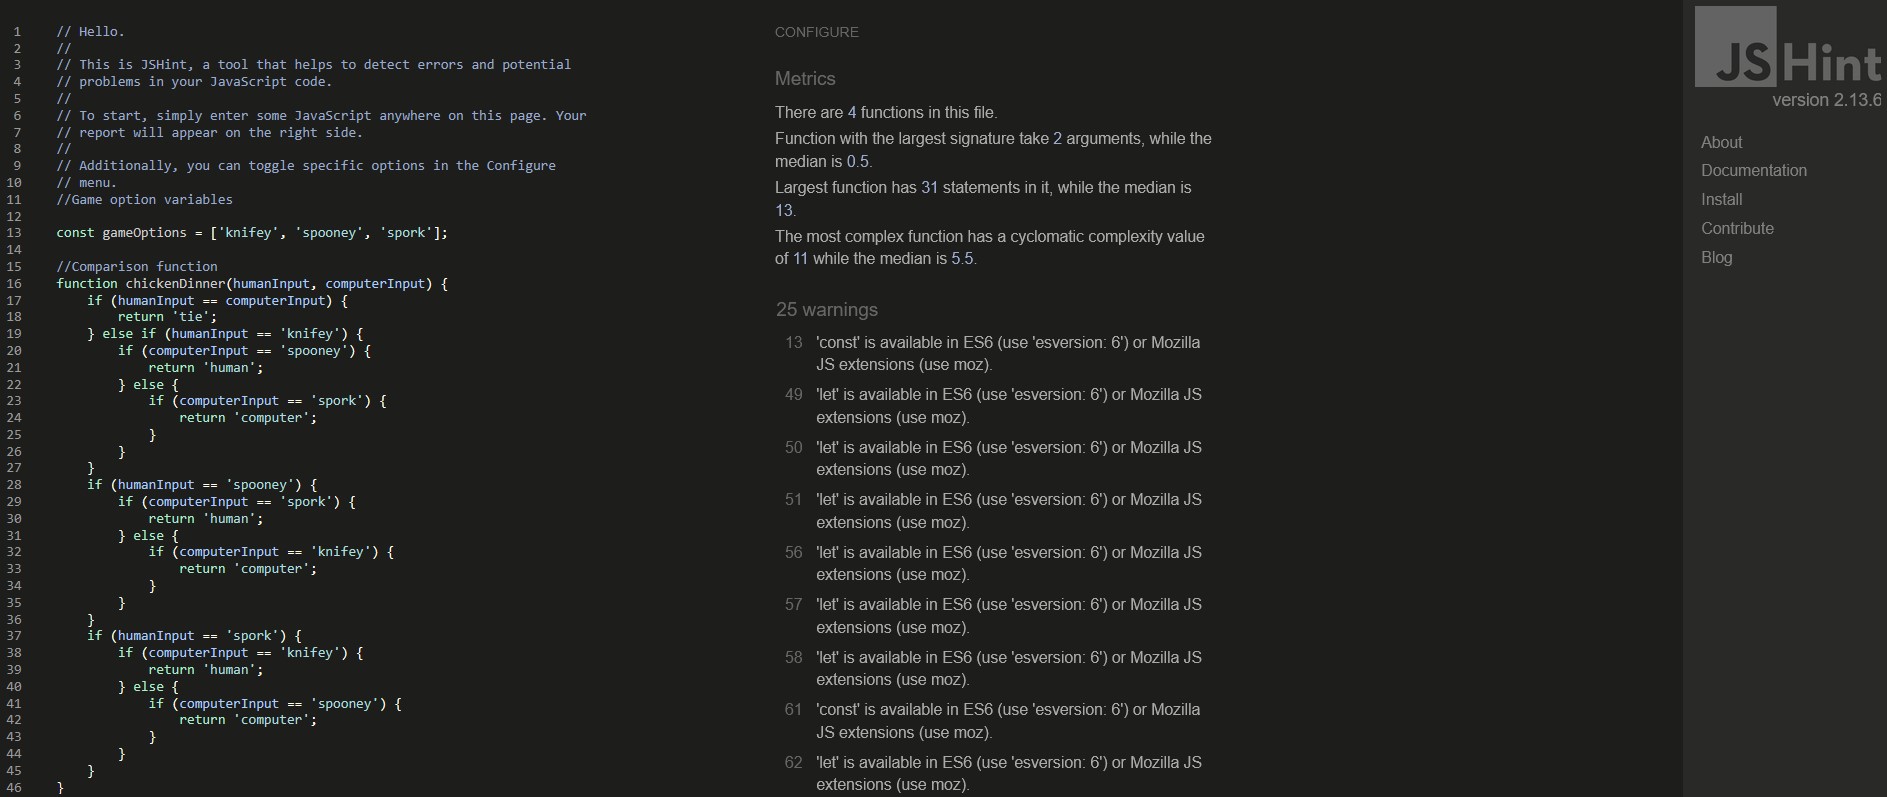 1 // Hello.
2 //
3 // This is JSHint, a tool that helps to detect errors and potential
4 // problems in your JavaScript code.
5 //
6 // To start, simply enter some JavaScript anywhere on this page. Your
7 // report will appear on the right side.
8 //
9 // Additionally, you can toggle specific options in the Configure
10 // menu.
11 //Game option variables
12
13 const gameOptions = ['knifey', 'spooney', 'spork'];
14
15 //Comparison function
16 function chickenDinner(humanInput, computerInput) {
17 if (humanInput == computerInput) {
18 return 'tie';
19 } else if (humanInput == 'knifey') {
20 if (computerInput == 'spooney') {
21 return 'human';
22 } else {
23 if (computerInput == 'spork') {
24 return 'computer';
25 }
26 }
27 }
28 if (humanInput == 'spooney') {
29 if (computerInput == 'spork') {
30 return 'human';
31 } else {
32 if (computerInput == 'knifey') {
33 return 'computer';
34 }
35 }
36 }
37 if (humanInput == 'spork') {
38 if (computerInput == 'knifey') {
39 return 'human';
40 } else {
41 if (computerInput == 'spooney') {
42 return 'computer';
43 }
44 }
45 }
46 }
CONFIGURE
Metrics
There are 4 functions in this file.
Function with the largest signature take 2 arguments, while the
median is 0.5.
Largest function has 31 statements in it, while the median is
13.
The most complex function has a cyclomatic complexity value
of 11 while the median is 5.5.
25 warnings
13 'const' is available in ES6 (use 'esversion: 6') or Mozilla
JS extensions (use moz).
49 'let' is available in ES6 (use 'esversion: 6') or Mozilla JS
extensions (use moz).
50 'let' is available in ES6 (use 'esversion: 6') or Mozilla JS
extensions (use moz).
51 'let' is available in ES6 (use 'esversion: 6') or Mozilla JS
extensions (use moz).
56 'let' is available in ES6 (use 'esversion: 6') or Mozilla JS
extensions (use moz).
57 'let' is available in ES6 (use 'esversion: 6') or Mozilla JS
extensions (use moz).
58 'let' is available in ES6 (use 'esversion: 6') or Mozilla JS
extensions (use moz).
61 'const' is available in ES6 (use 'esversion: 6') or Mozilla
JS extensions (use moz).
62 'let' is available in ES6 (use 'esversion: 6') or Mozilla JS
extensions (use moz).
JSHint
version 2.13.6
About
Documentation
Install
Contribute
Blog